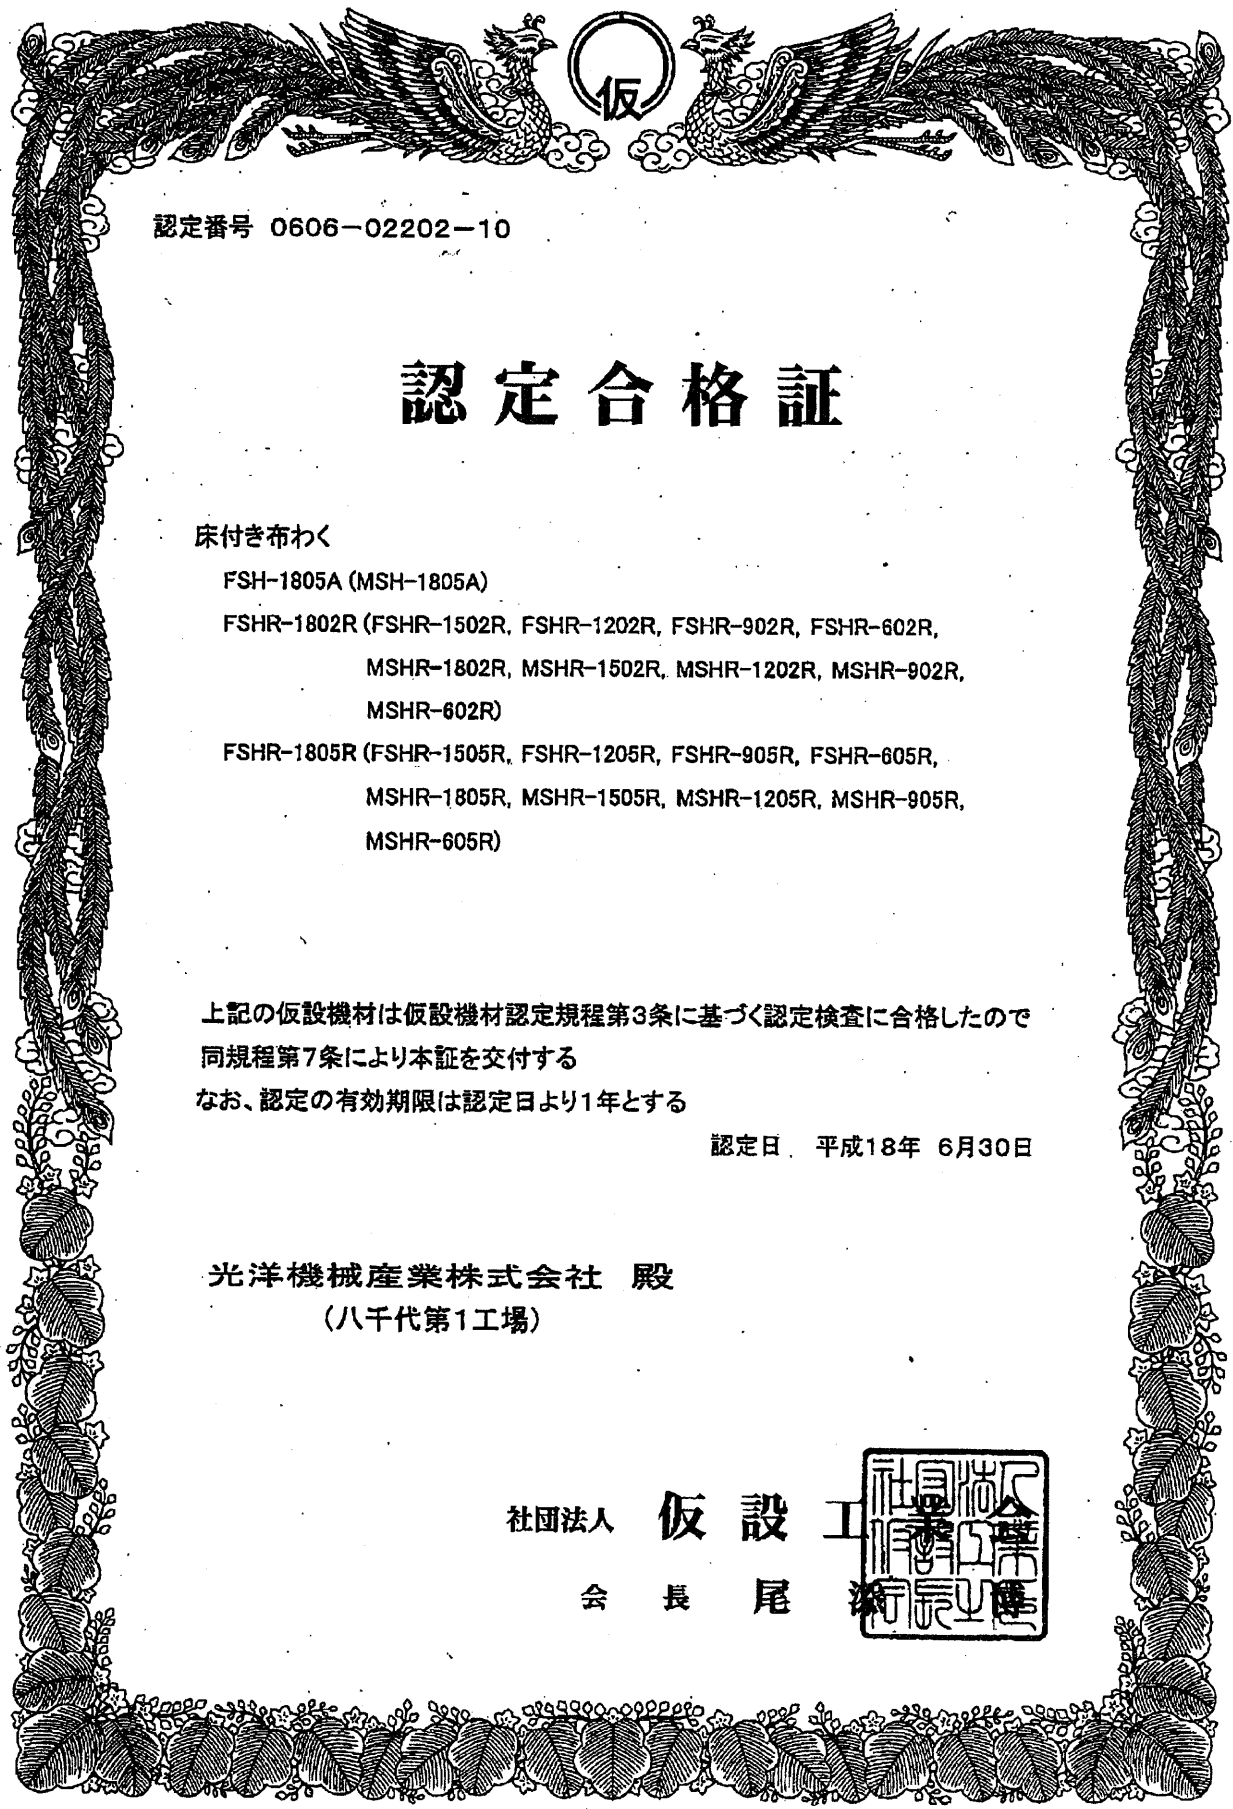 仮
認定番号 0606－02202－10
認定合格証
床付き布わく
FSH-1805A(MSH-1805A)
FSHR-1802R(FSHR-1502R, FSHR-1202R, FSHR-902R, FSHR-602R,
MSHR-1802R, MSHR-1502R, MSHR-1202R, MSHR-902R,
MSHR-602R)
FSHR-1805R(FSHR-1505R, FSHR-1205R, FSHR-905R, FSHR-605R,
MSHR-1805R, MSHR-1505R, MSHR-1205R, MSHR-905R,
MSHR-605R)
上記の仮設機材は仮設機材認定規程第3条に基づく認定検査に合格したので
同規程第7条により本証を交付する
なお、認定の有効期限は認定日より1年とする
認定日 平成18年 6月30日
光洋機械産業株式会社 殿
(八千代第1工場)
社団法人 仮設工業会
会長 尾 博